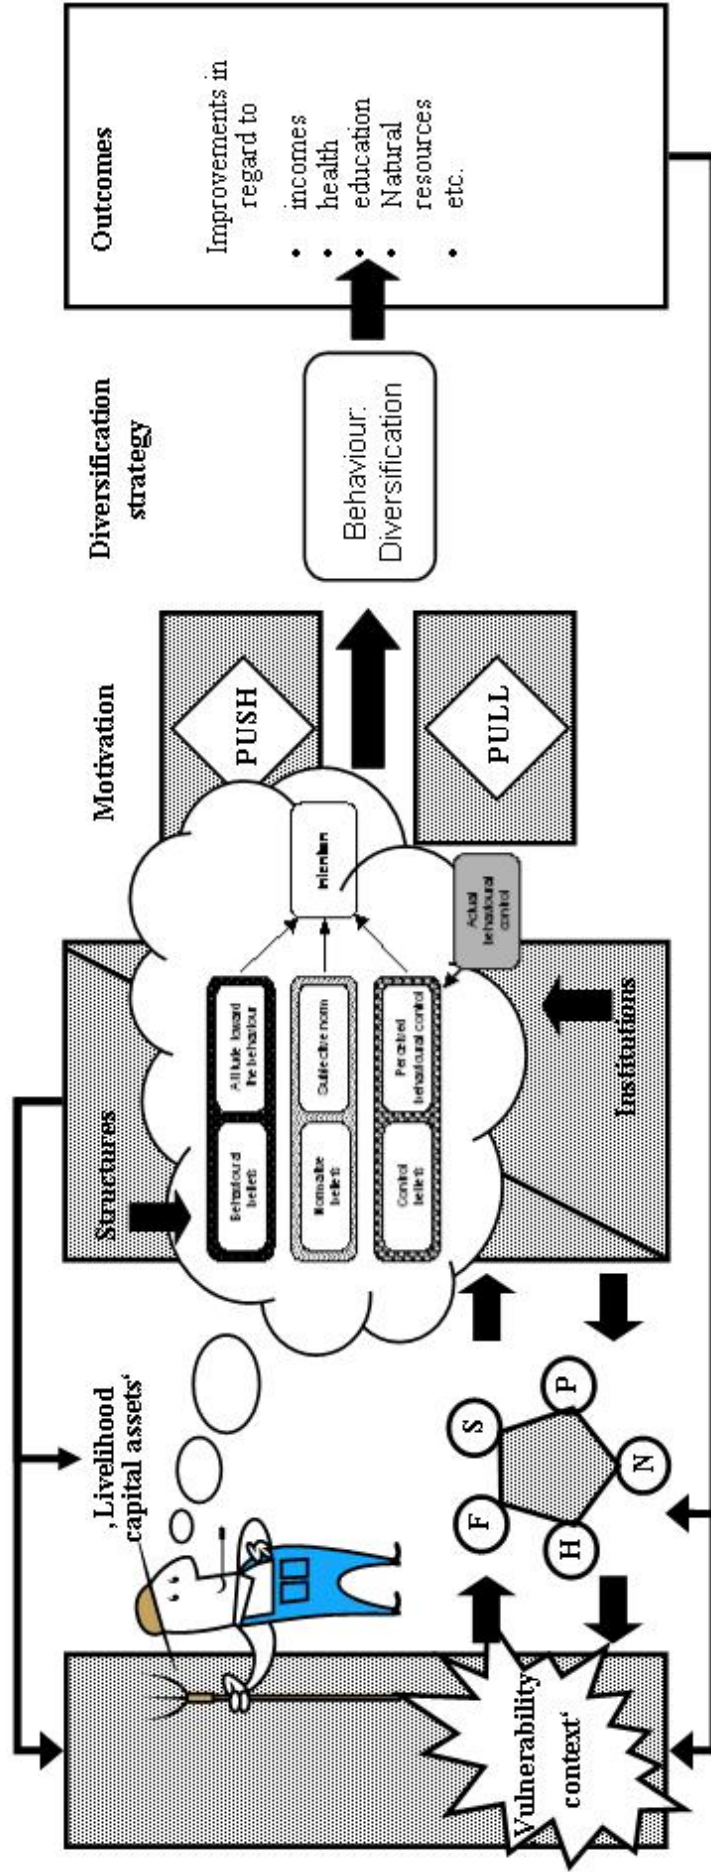 ‚Livelihood
capital assets‘
Vulnerability
context‘
F
S
H
P
N
Structures
Institutions
Behavioural
beliefs
Attitude toward
the behaviour
Normative
beliefs
Subjective norm
Control
beliefs
Perceived
behavioural control
Intention
Actual
behavioural
control
Motivation
PUSH
PULL
Diversification
strategy
Behaviour:
Diversification
Outcomes
Improvements in
regard to
• incomes
• health
• education
• Natural
resources
• etc.